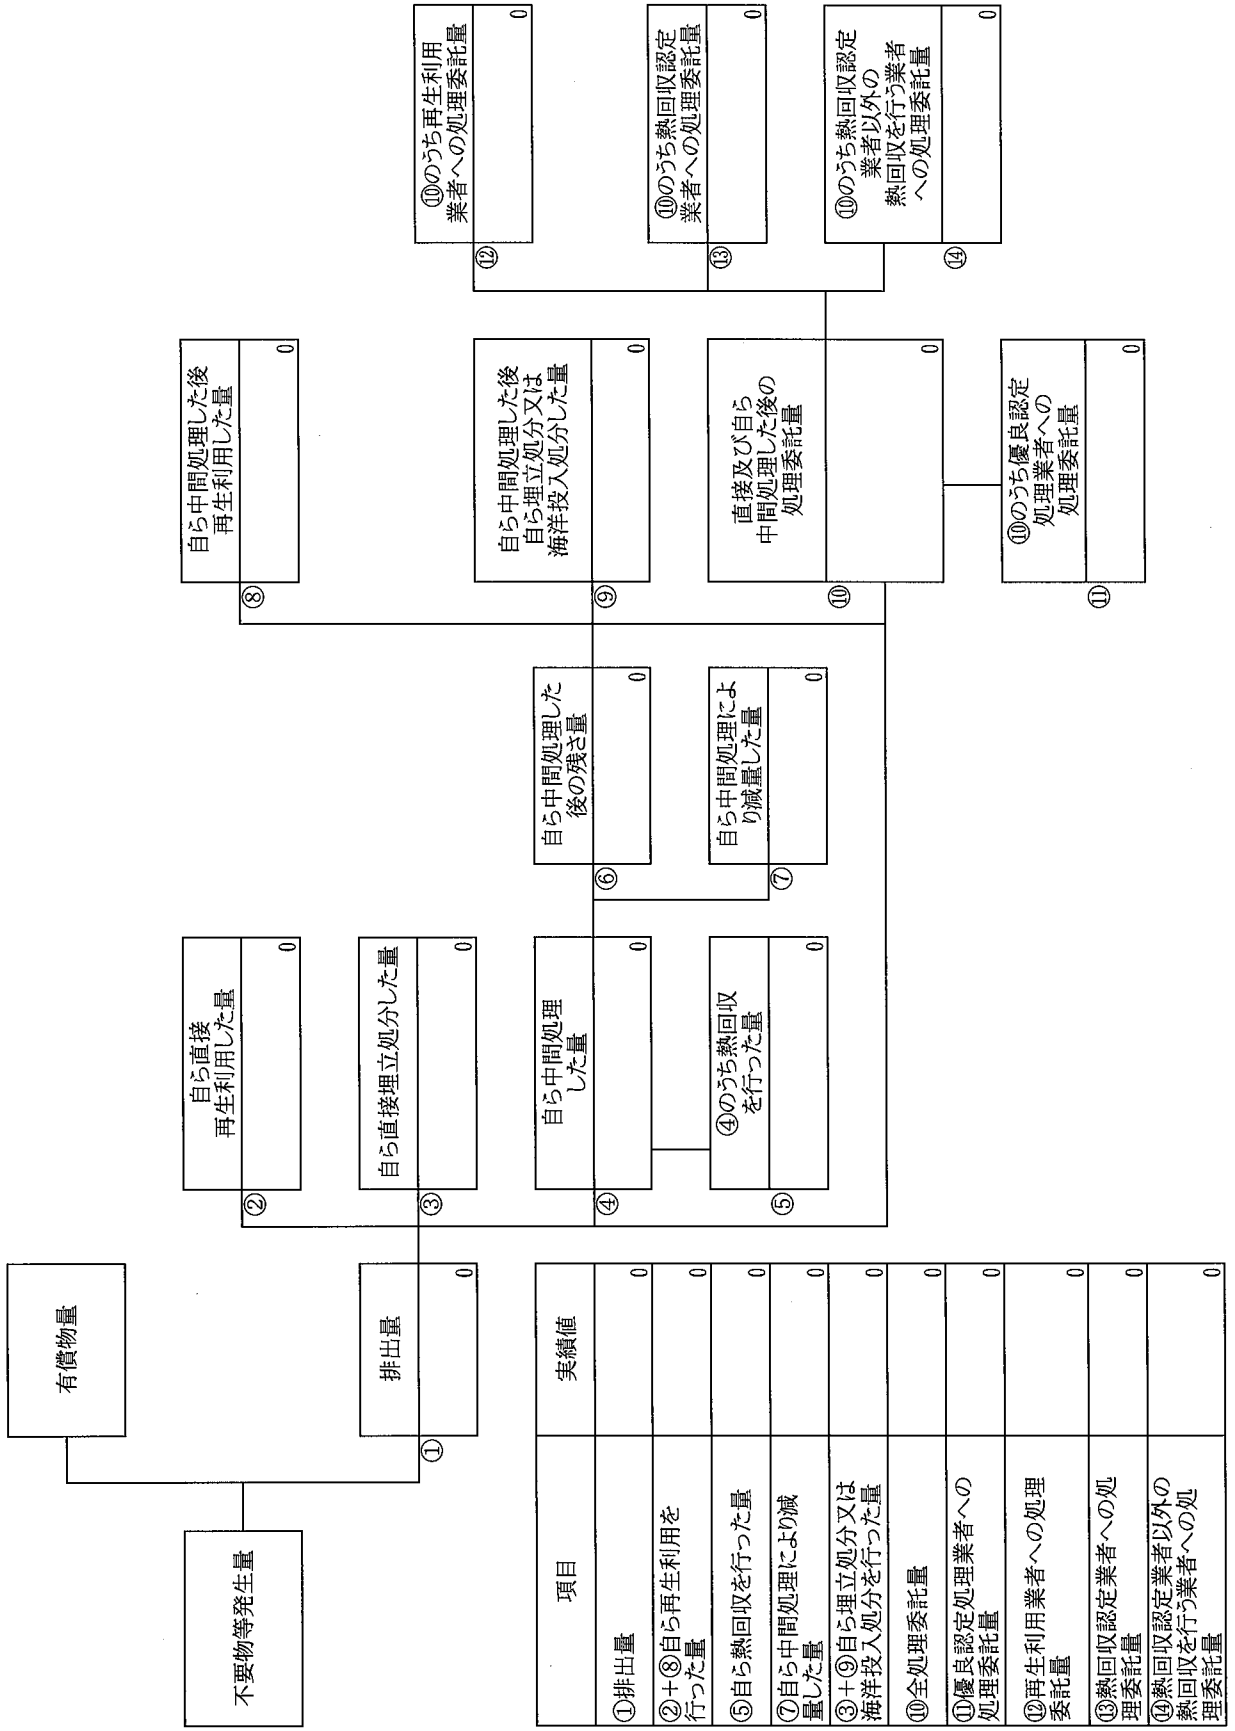 不要物等発生量
有償物量
排出量
①
0
自ら直接
再生利用した量
②
0
自ら直接埋立処分した量
③
0
自ら中間処理
した量
④
0
④のうち熱回収
を行った量
⑤
0
自ら中間処理した
後の残さ量
⑥
0
自ら中間処理によ
り減量した量
⑦
0
自ら中間処理した後
再生利用した量
⑧
0
自ら中間処理した後
自ら埋立処分又は
海洋投入処分した量
⑨
0
直接及び自ら
中間処理した後の
処理委託量
⑩
0
⑩のうち優良認定
処理業者への
処理委託量
⑪
0
⑩のうち再生利用
業者への処理委託量
⑫
0
⑩のうち熱回収認定
業者への処理委託量
⑬
0
⑩のうち熱回収認定
業者以外の
熱回収を行う業者
への処理委託量
⑭
0
項目 実績値
①排出量 0
②+⑧自ら再生利用を
行った量 0
⑤自ら熱回収を行った量 0
⑦自ら中間処理により減
量した量 0
③+⑨自ら埋立処分又は
海洋投入処分を行った量 0
⑩全処理委託量 0
⑪優良認定処理業者への
処理委託量 0
⑫再生利用業者への処理
委託量 0
⑬熱回収認定業者への処
理委託量 0
⑭熱回収認定業者以外の
熱回収を行う業者への処
理委託量 0